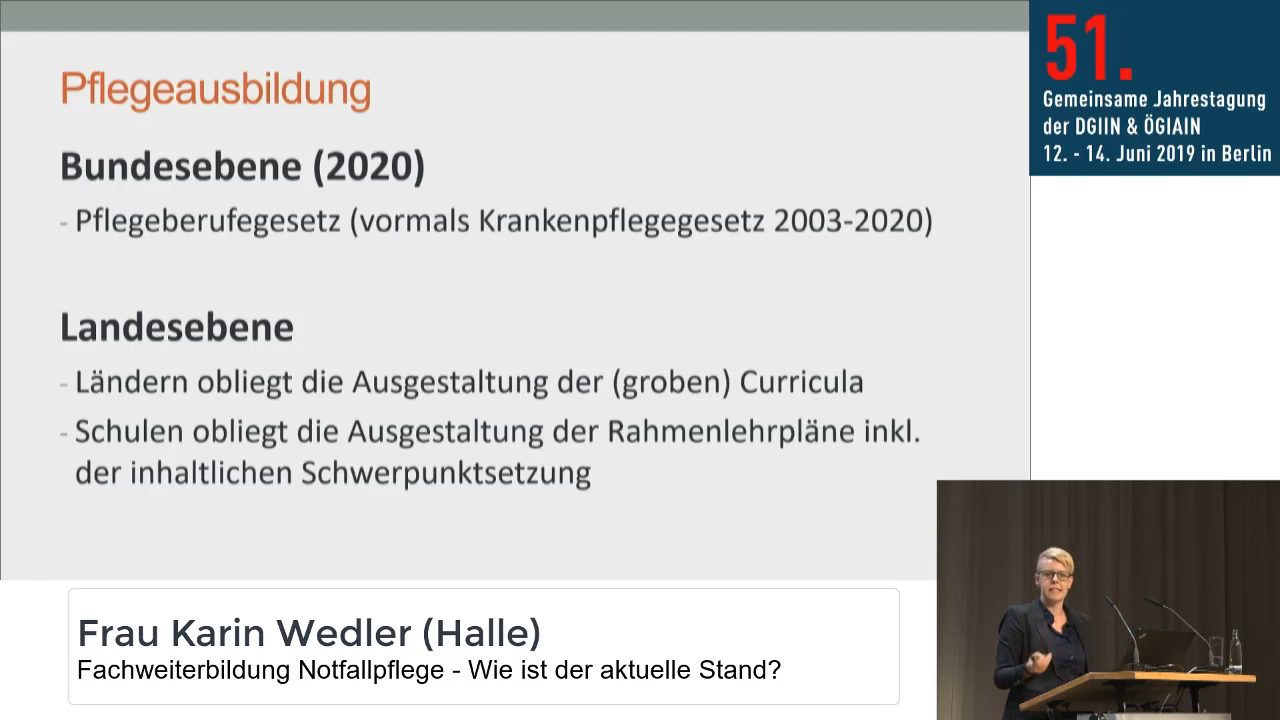 Pflegeausbildung
Bundesebene (2020)
- Pflegeberufegesetz (vormals Krankenpflegegesetz 2003-2020)
Landesebene
- Ländern obliegt die Ausgestaltung der (groben) Curricula
- Schulen obliegt die Ausgestaltung der Rahmenlehrpläne inkl.
der inhaltlichen Schwerpunktsetzung
51.
Gemeinsame Jahrestagung
der DGIIN & ÖGIAIN
12. - 14. Juni 2019 in Berlin
Frau Karin Wedler (Halle)
Fachweiterbildung Notfallpflege - Wie ist der aktuelle Stand?